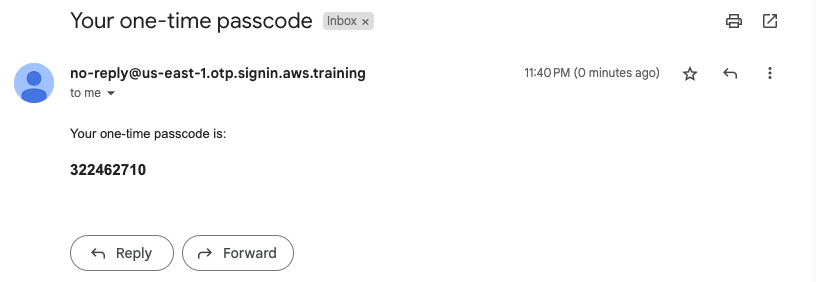 Your one-time passcode Inbox ×
no-reply@us-east-1.otp.signin.aws.training 11:40 PM (0 minutes ago)
to me
Your one-time passcode is:
322462710
Reply Forward